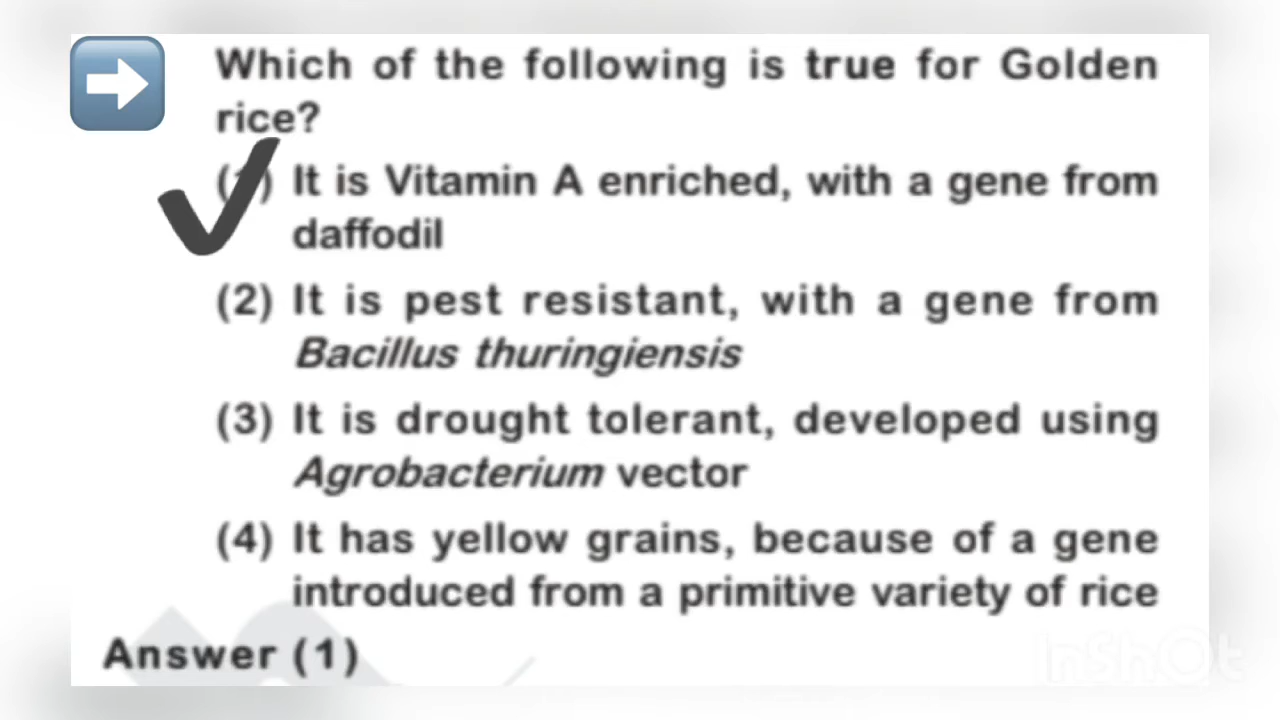 Which of the following is true for Golden
rice?
(1) It is Vitamin A enriched, with a gene from
daffodil
(2) It is pest resistant, with a gene from
Bacillus thuringiensis
(3) It is drought tolerant, developed using
Agrobacterium vector
(4) It has yellow grains, because of a gene
introduced from a primitive variety of rice
Answer (1)
InShOt